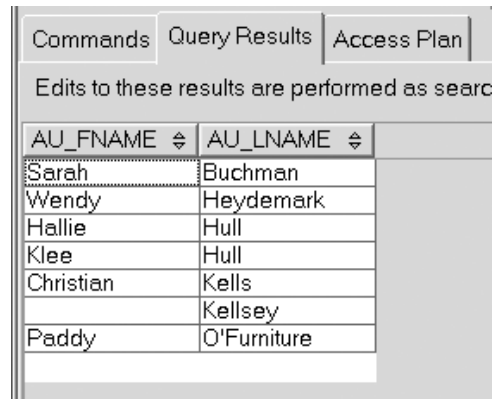 Commands Query Results Access Plan
Edits to these results are performed as searc
AU_FNAME AU_LNAME
Sarah Buchman
Wendy Heydemark
Hallie Hull
Klee Hull
Christian Kells
Kellsey
Paddy O'Furniture